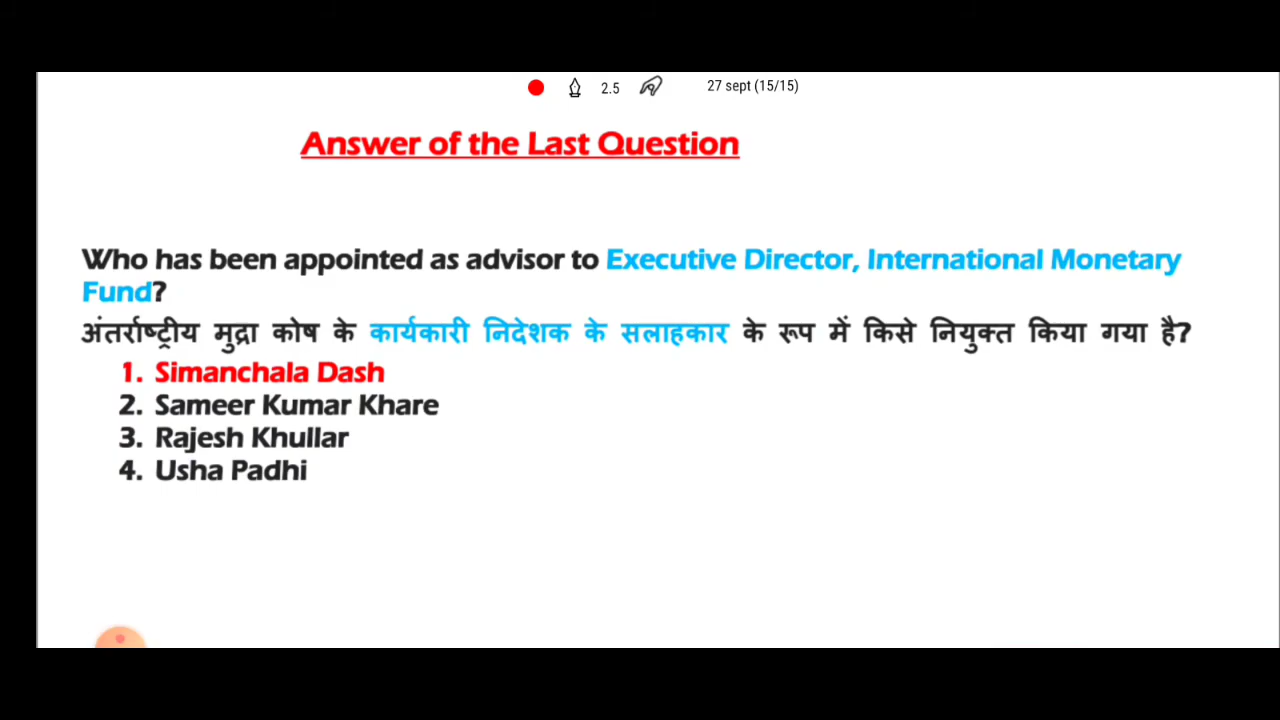 2.5 27 sept (15/15)
Answer of the Last Question
Who has been appointed as advisor to Executive Director, International Monetary
Fund?
अंतर्राष्ट्रीय मुद्रा कोष के कार्यकारी निदेशक के सलाहकार के रूप में किसे नियुक्त किया गया है?
1. Simanchala Dash
2. Sameer Kumar Khare
3. Rajesh Khullar
4. Usha Padhi